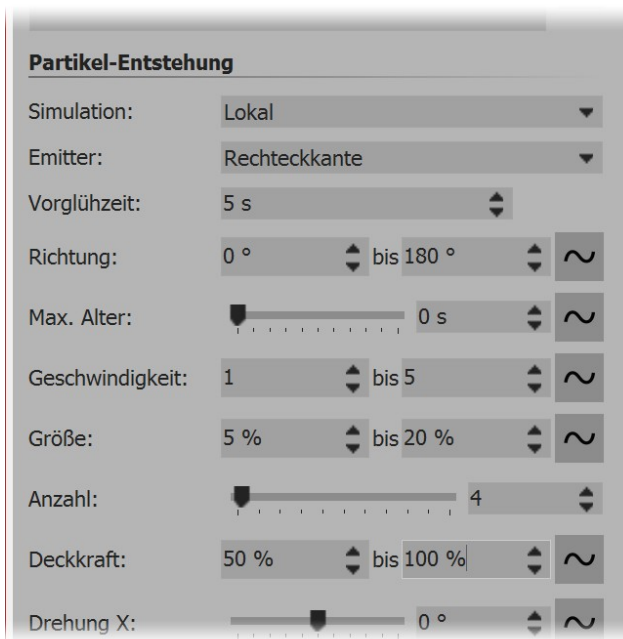 Partikel-Entstehung
Simulation: Lokal
Emitter: Rechteckkante
Vorglühzeit: 5 s
Richtung: 0 ° bis 180 °
Max. Alter: 0 s
Geschwindigkeit: 1 bis 5
Größe: 5 % bis 20 %
Anzahl: 4
Deckkraft: 50 % bis 100 %
Drehung X: 0 °